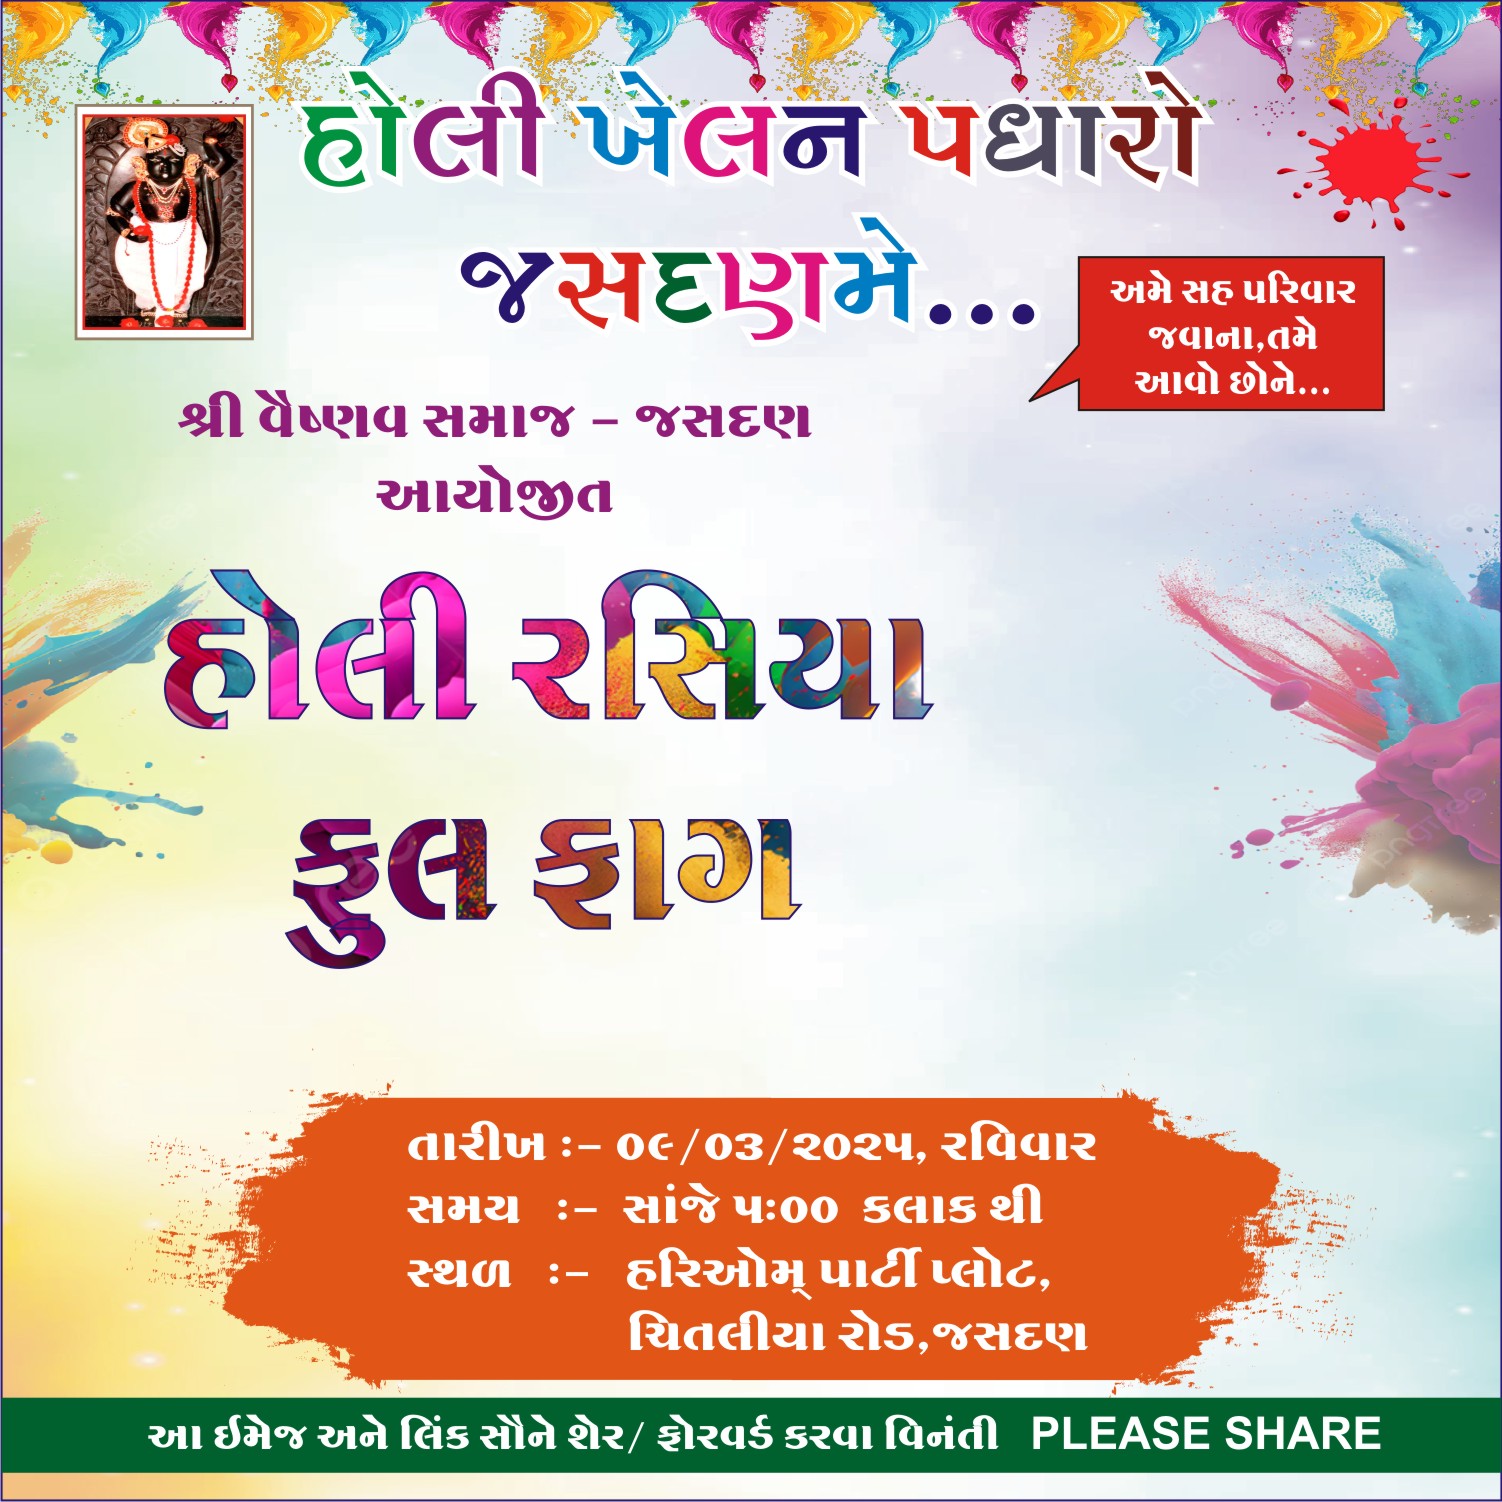 હોલી ખેલન પધારો
જસદણમે...
અમે સહ પરિવાર
જવાના,તમે
આવો છોને...
શ્રી વૈષ્ણવ સમાજ – જસદણ
આયોજીત
હોલી રસિયા
ફુલ ફાગ
તારીખ :– ૦૯/૦૩/૨૦૨૫, રવિવાર
સમય :– સાંજે ૫:૦૦ કલાક થી
સ્થળ :– હરિઓમ્ પાર્ટી પ્લોટ,
ચિતલીયા રોડ,જસદણ
આ ઈમેજ અને લિંક સૌને શેર/ ફોરવર્ડ કરવા વિનંતી PLEASE SHARE